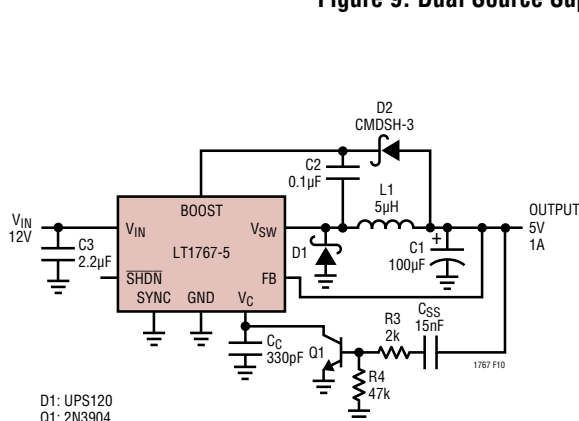 Figure 9. Dual Source Sup
D2
CMDSH-3
C2
0.1µF
L1
5µH
OUTPUT
5V
1A
BOOST
VIN
12V
VIN
VSW
LT1767-5
D1
C1
100µF
+
C3
2.2µF
SHDN
FB
SYNC
GND
VC
CC
330pF
Q1
R3
2k
CSS
15nF
R4
47k
1767 F10
D1: UPS120
Q1: 2N3904